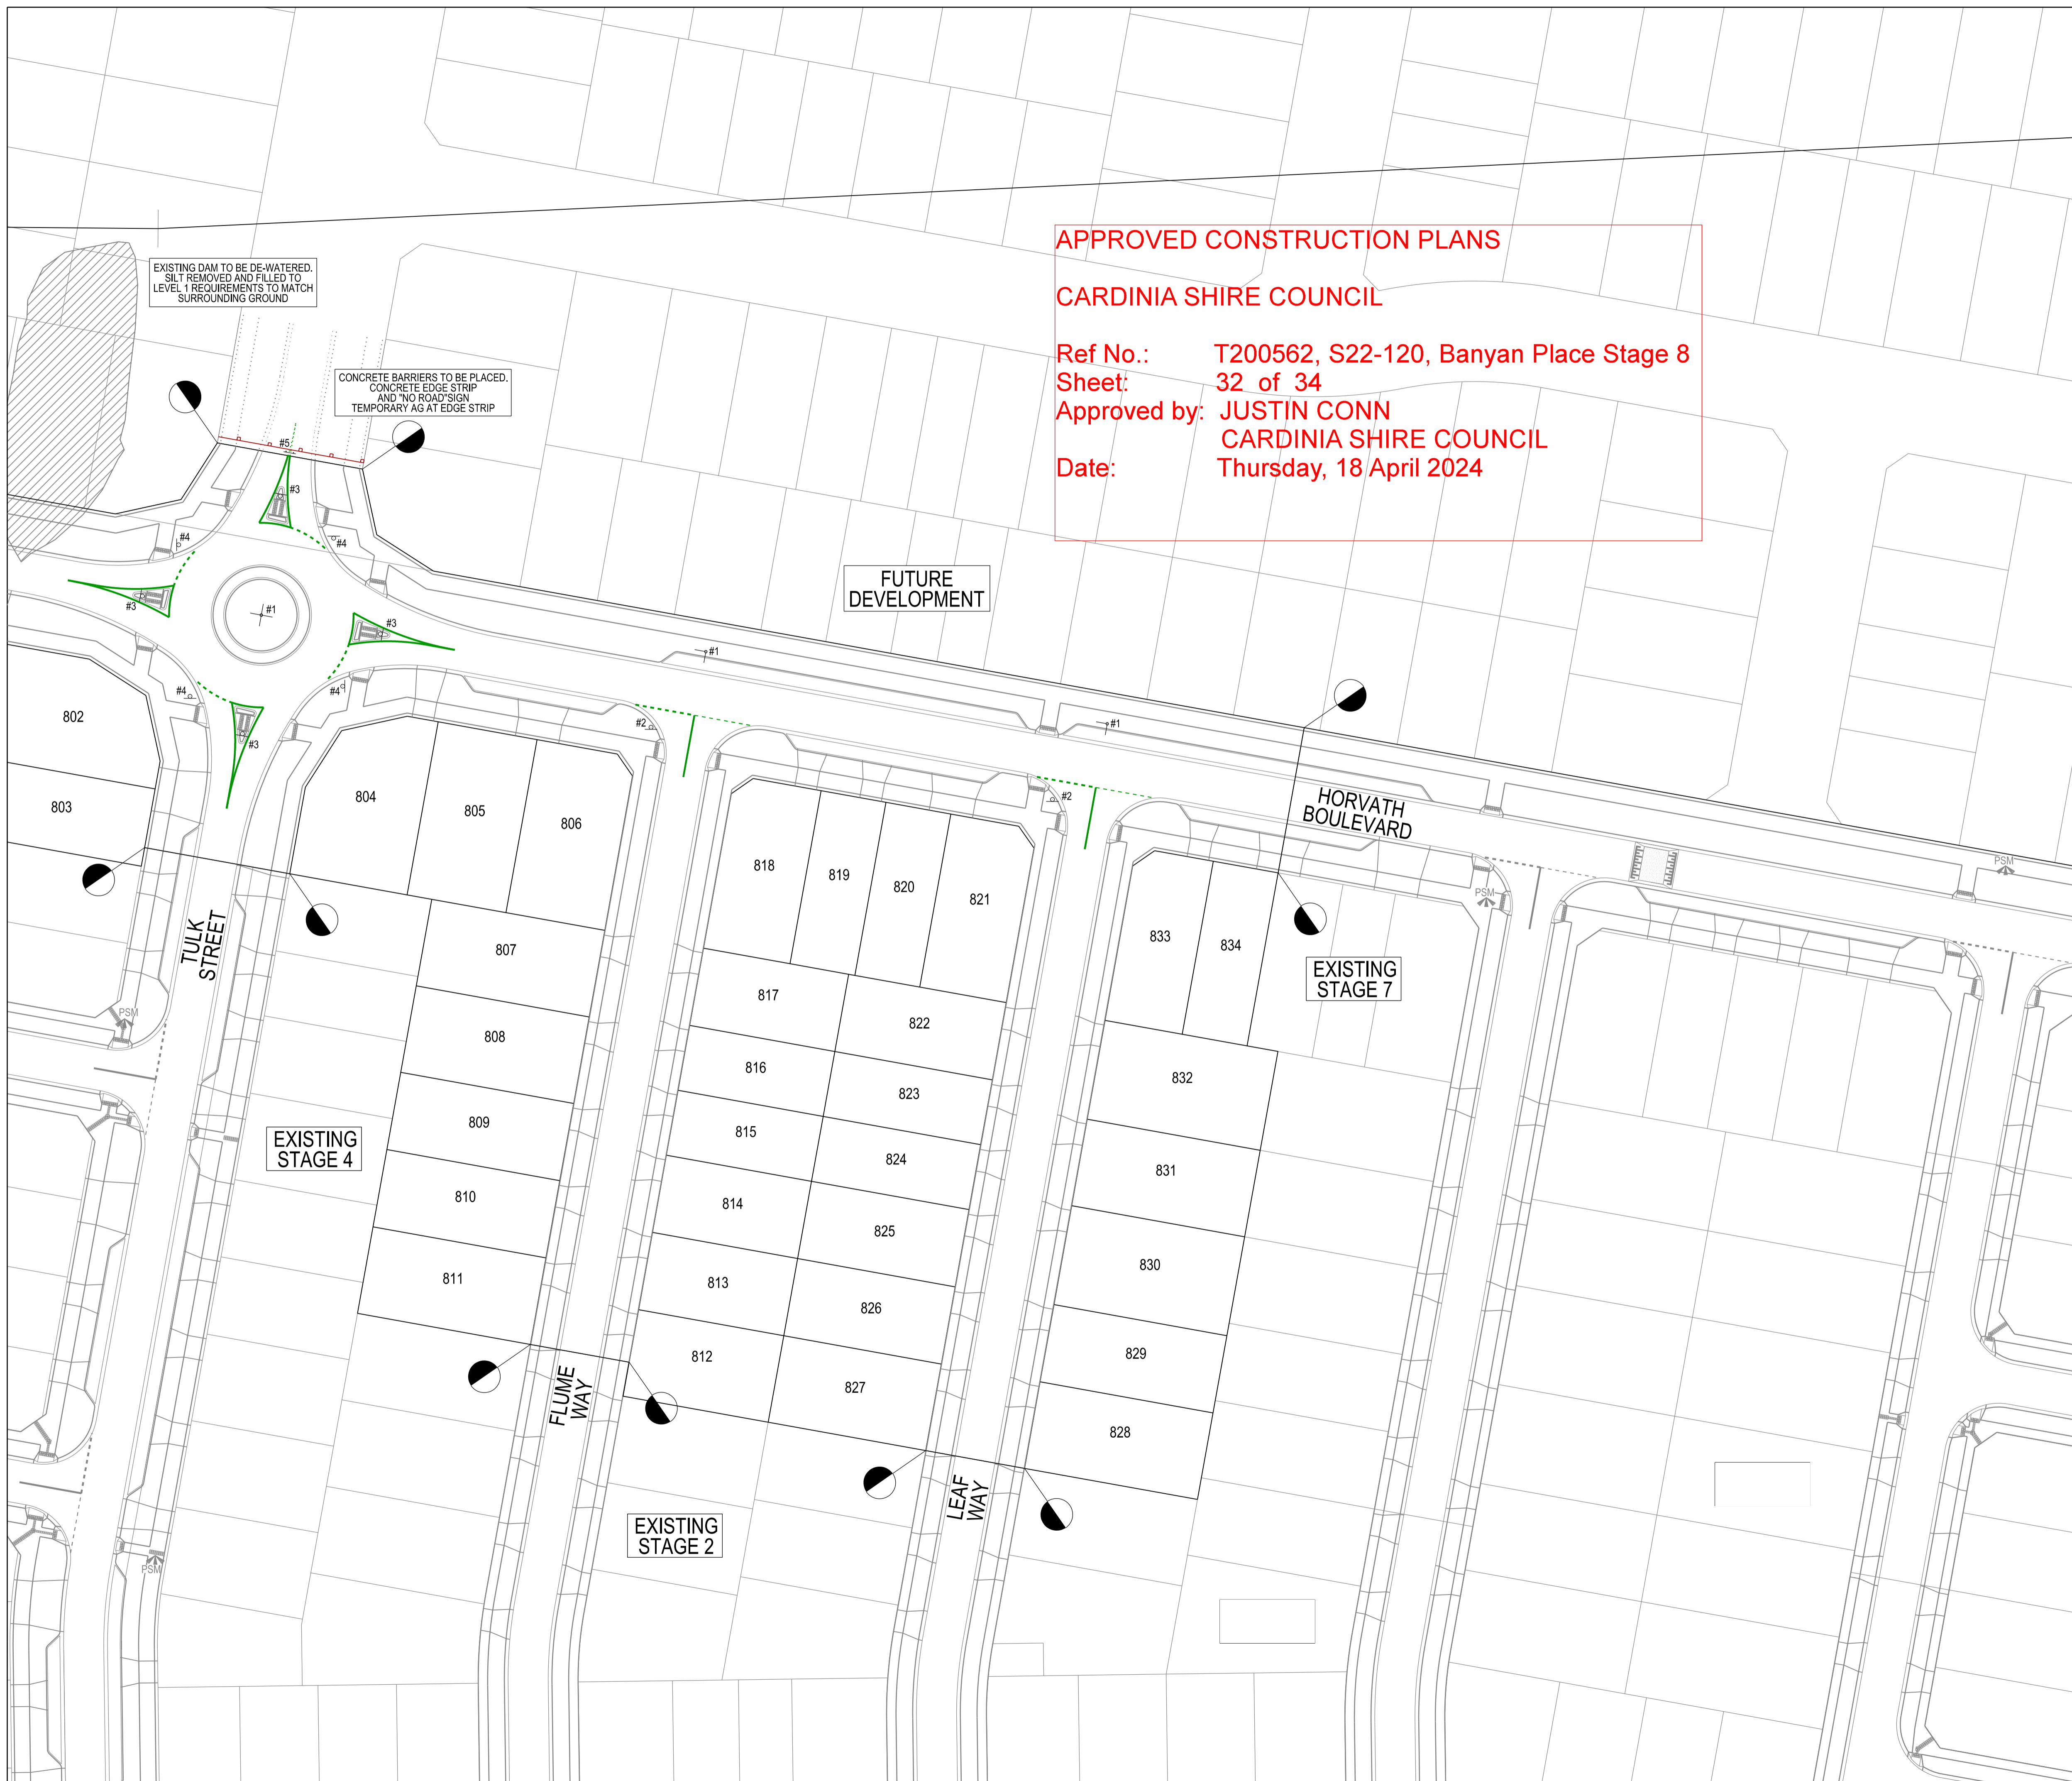 APPROVED CONSTRUCTION PLANS
CARDINIA SHIRE COUNCIL
Ref No.: T200562, S22-120, Banyan Place Stage 8
Sheet: 32 of 34
Approved by: JUSTIN CONN
CARDINIA SHIRE COUNCIL
Date: Thursday, 18 April 2024
EXISTING DAM TO BE DE-WATERED.
SILT REMOVED AND FILLED TO
LEVEL 1 REQUIREMENTS TO MATCH
SURROUNDING GROUND
CONCRETE BARRIERS TO BE PLACED.
CONCRETE EDGE STRIP
AND "NO ROAD"SIGN
TEMPORARY AG AT EDGE STRIP
#5
#3
#4
#4
#3
#1
#3
#4
#4
#3
FUTURE
DEVELOPMENT
#1
#1
#2
#2
HORVATH
BOULEVARD
PSM
PSM
802
803
804
805
806
818
819
820
821
833
834
EXISTING
STAGE 7
TULK
STREET
PSM
807
808
809
810
811
817
816
815
814
813
812
822
823
824
825
826
827
832
831
830
829
828
EXISTING
STAGE 4
FLUME
WAY
LEAF
WAY
EXISTING
STAGE 2
PSM